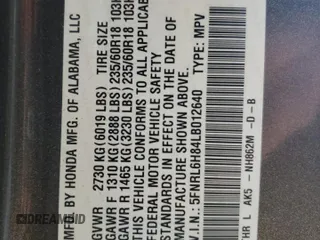 MFD BY HONDA MFG. OF ALABAMA, LLC
TIRE SIZE
GVWR 2730 KG(6019 LBS)
GAWR F 1310 KG(2888 LBS) 235/60R18 103H
GAWR R 1465 KG(3230 LBS) 235/60R18 103H
THIS VEHICLE CONFORMS TO ALL APPLICABLE
FEDERAL MOTOR VEHICLE SAFETY
STANDARDS IN EFFECT ON THE DATE OF
MANUFACTURE SHOWN ABOVE.
V.I.N.: 5FNRL6H84LB012640 TYPE: MPV
THR L AK5 - NH862M -D-B
DREAMBID